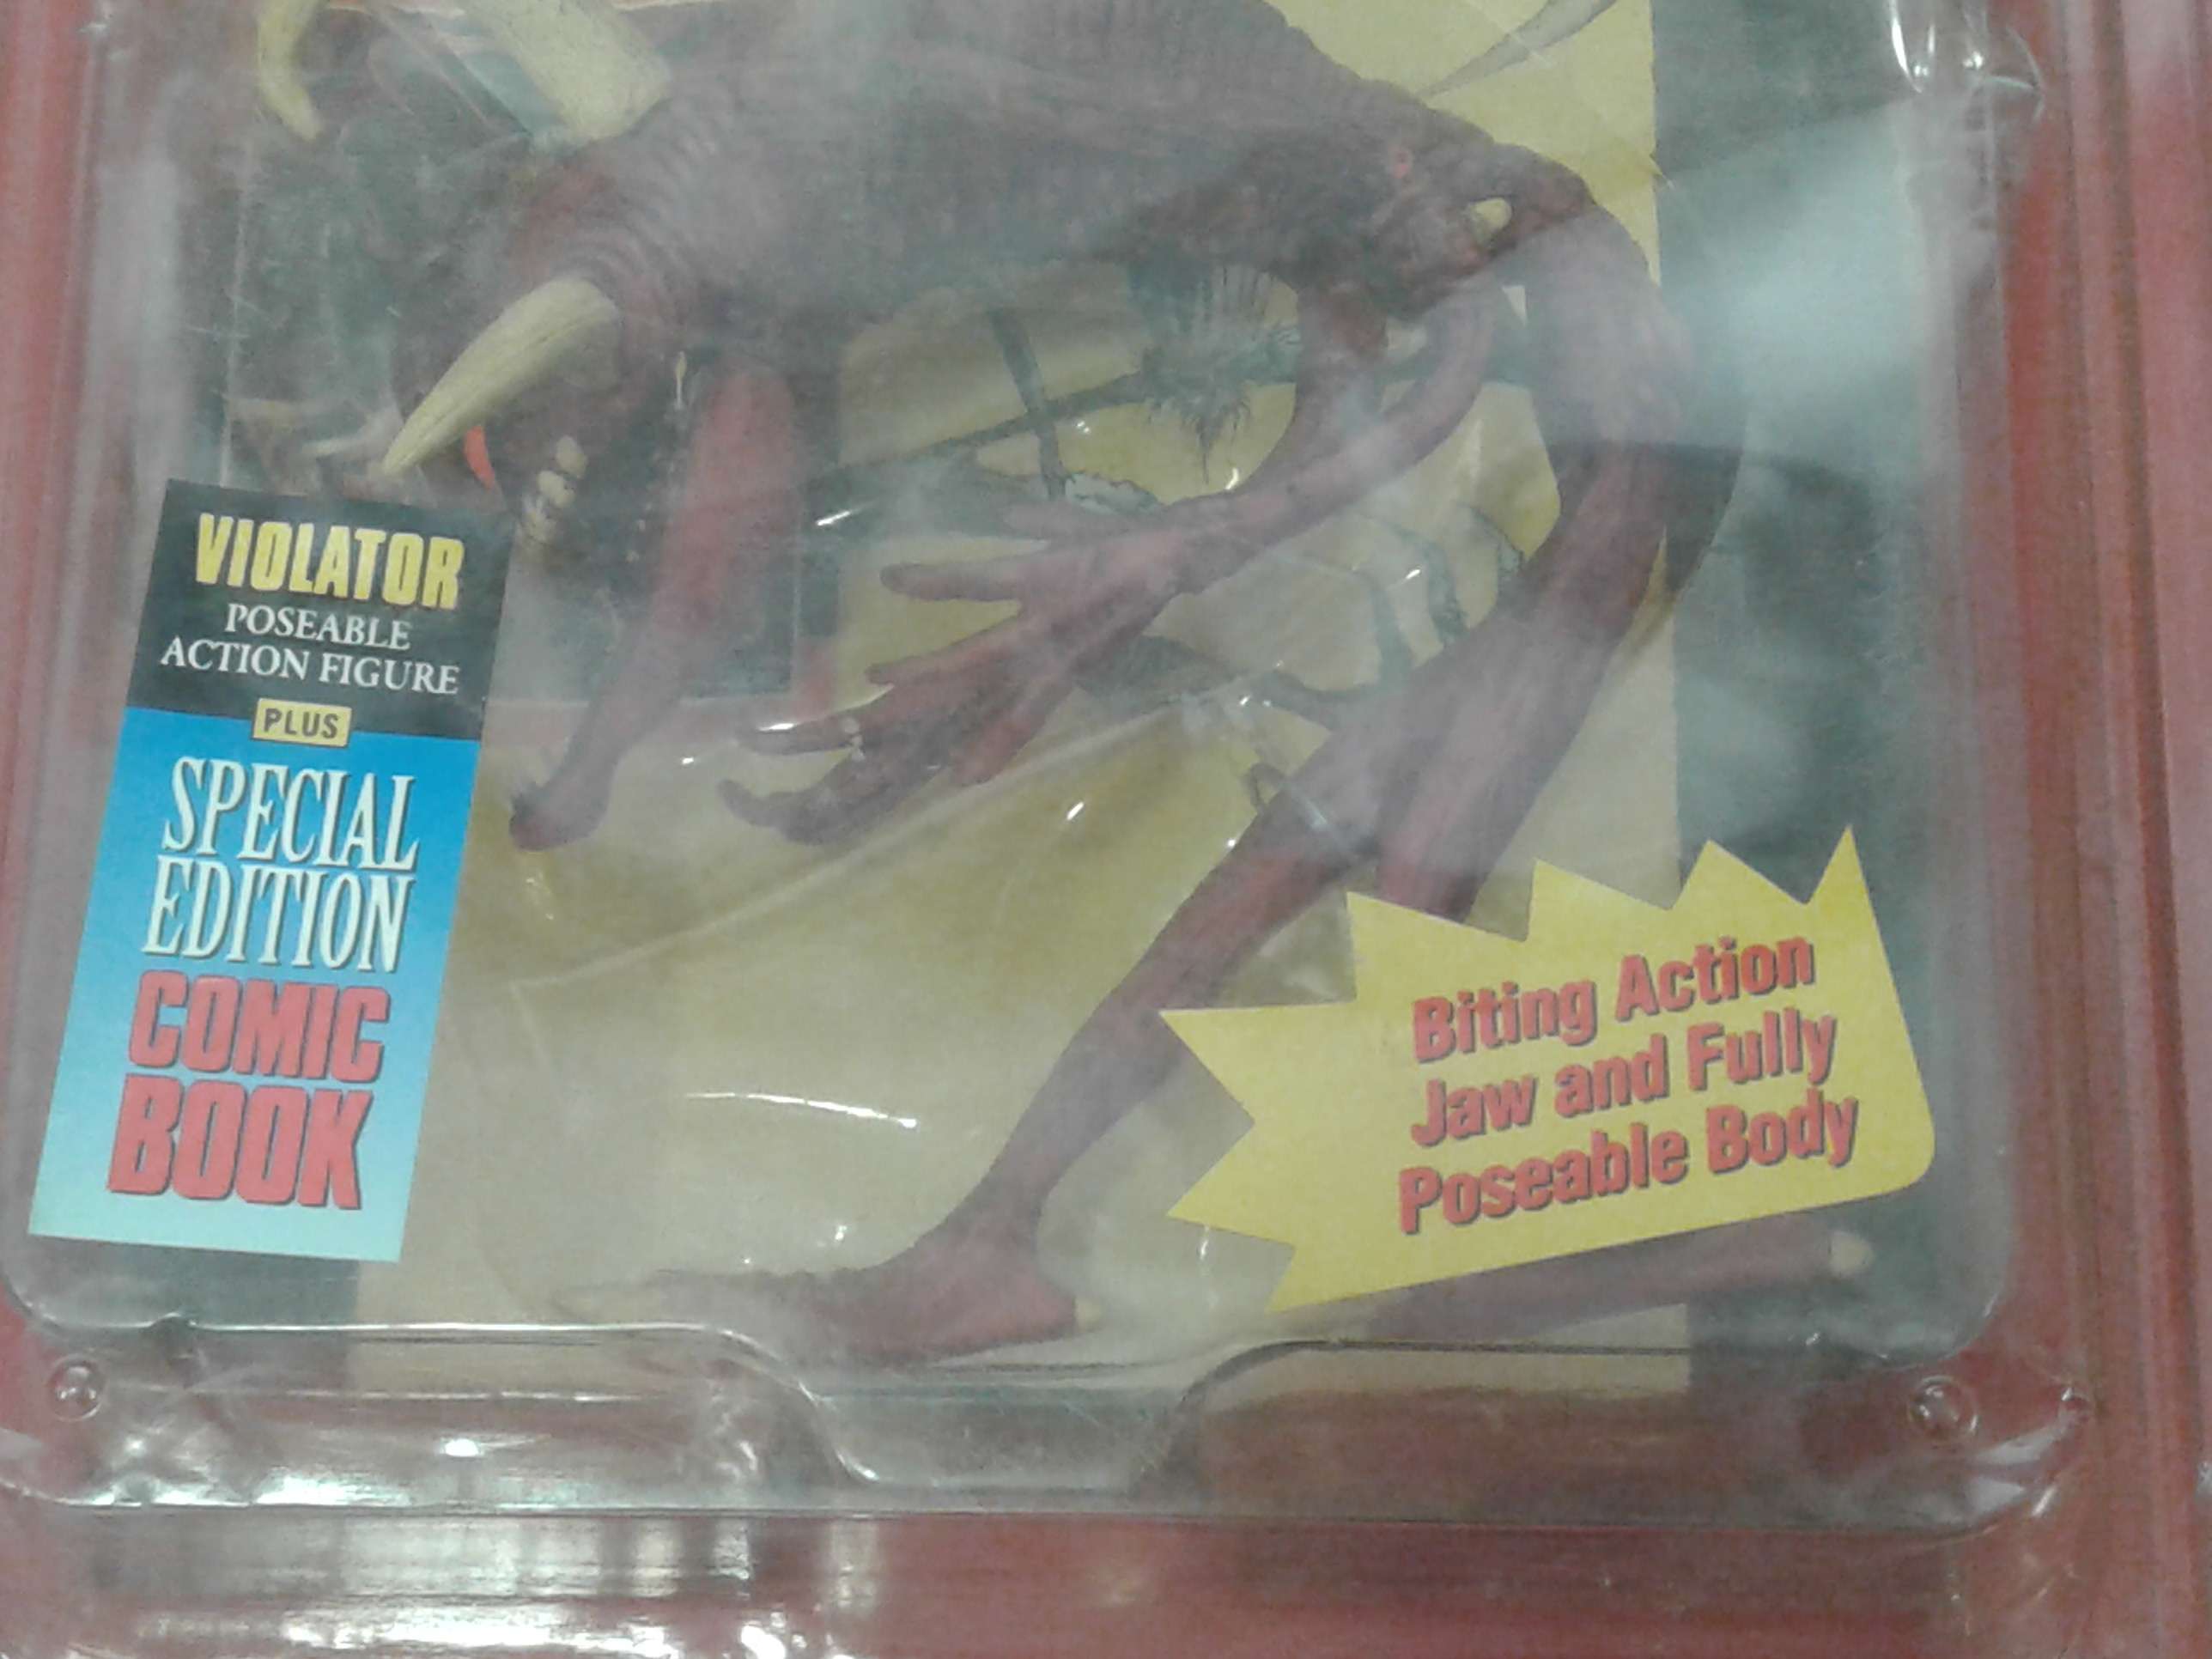 VIOLATOR
POSEABLE
ACTION FIGURE
PLUS
SPECIAL
EDITION
COMIC
BOOK
Biting Action
Jaw and Fully
Poseable Body